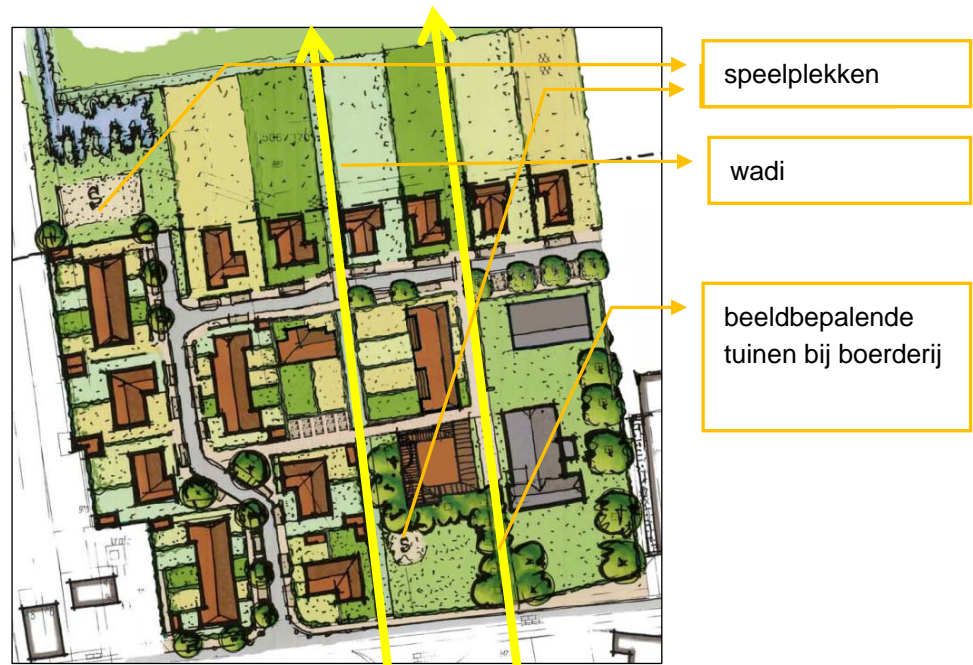 speelplekken
wadi
beeldbepalende
tuinen bij boerderij
S
S